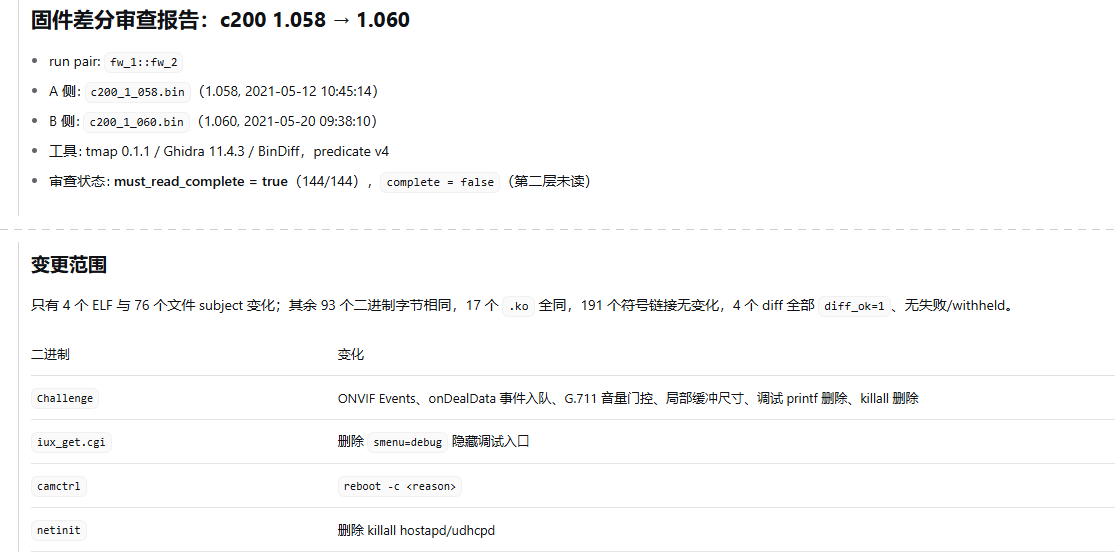 固件差分审查报告：c200 1.058 → 1.060
run pair: fw_1::fw_2
A 侧: c200_1_058.bin（1.058, 2021-05-12 10:45:14）
B 侧: c200_1_060.bin（1.060, 2021-05-20 09:38:10）
工具: tmap 0.1.1 / Ghidra 11.4.3 / BinDiff，predicate v4
审查状态: must_read_complete = true（144/144），complete = false（第二层未读）
变更范围
只有 4 个 ELF 与 76 个文件 subject 变化；其余 93 个二进制字节相同，17 个 .ko 全同，191 个符号链接无变化，4 个 diff 全部 diff_ok=1、无失败/withheld。
二进制 变化
Challenge ONVIF Events、onDealData 事件入队、G.711 音量门控、局部缓冲尺寸、调试 printf 删除、killall 删除
iux_get.cgi 删除 smenu=debug 隐藏调试入口
camctrl reboot -c <reason>
netinit 删除 killall hostapd/udhcpd